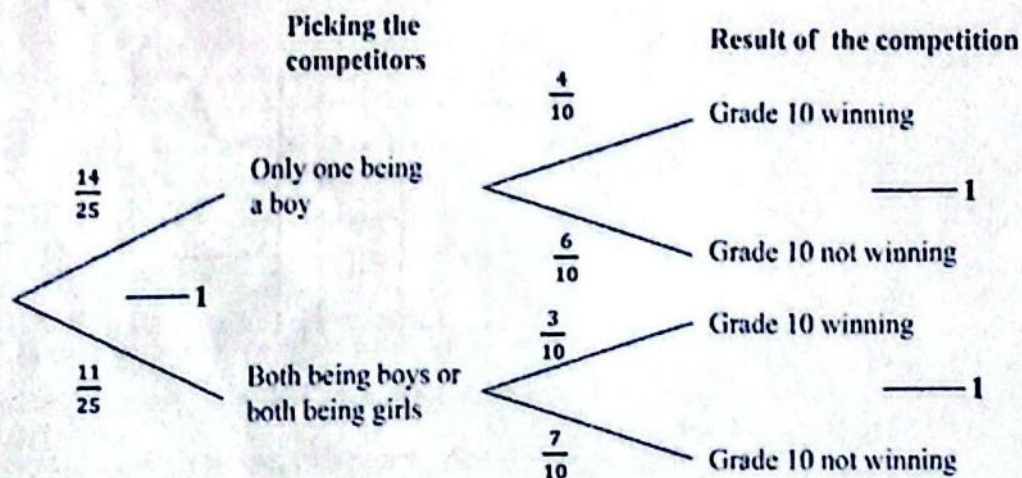 Picking the
competitors
Result of the competition
4/10
Grade 10 winning
14/25
Only one being
a boy
1
6/10
Grade 10 not winning
1
3/10
Grade 10 winning
11/25
Both being boys or
both being girls
1
7/10
Grade 10 not winning